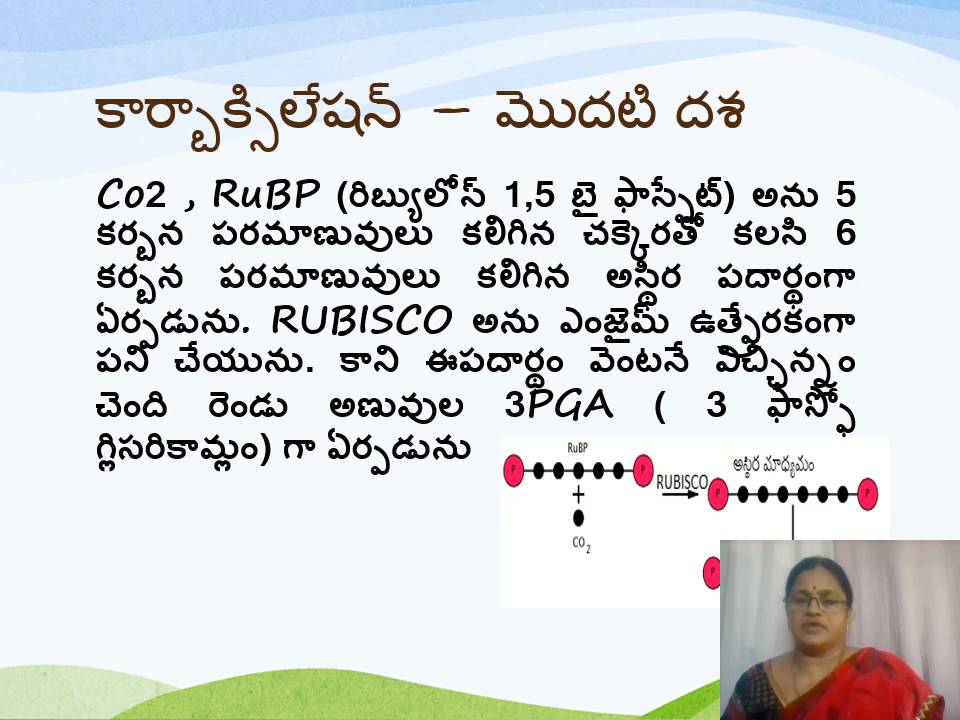 కార్బాక్సిలేషన్ – మొదటి దశ
Co2 , RuBP (రిబ్యులోస్ 1,5 బై ఫాస్ఫేట్) అను 5
కర్బన పరమాణువులు కలిగిన చక్కెరతో కలసి 6
కర్బన పరమాణువులు కలిగిన అస్థిర పదార్థంగా
ఏర్పడును. RUBISCO అను ఎంజైమ్ ఉత్ప్రేరకంగా
పని చేయును. కాని ఈపదార్థం వెంటనే విచ్ఛిన్నం
చెంది రెండు అణువుల 3PGA ( 3 ఫాస్ఫో
గ్లిసరికామ్లం) గా ఏర్పడును
RuBP
P P
+
CO2
RUBISCO
అస్థిర మాధ్యమం
P P
P